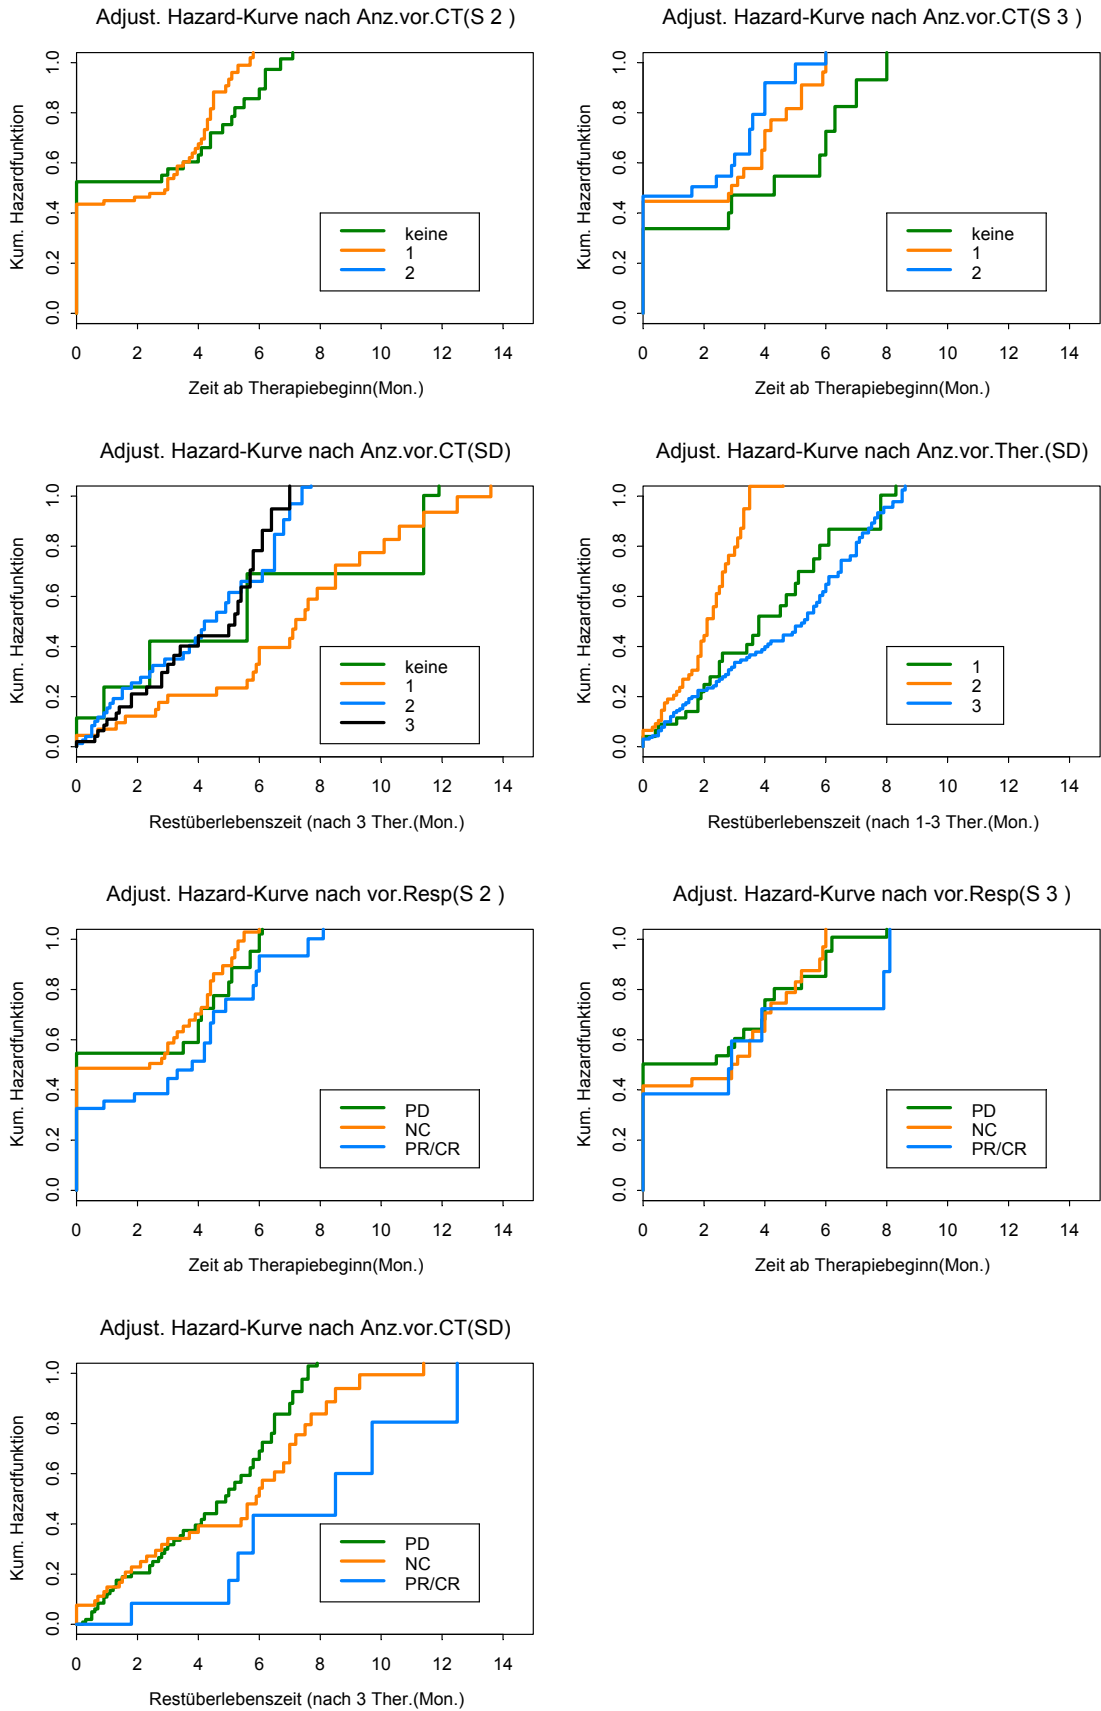 Adjust. Hazard-Kurve nach Anz.vor.CT(S 2 )
Kum. Hazardfunktion
1.0
0.8
0.6
0.4
0.2
0.0
keine
1
2
0 2 4 6 8 10 12 14
Zeit ab Therapiebeginn(Mon.)
Adjust. Hazard-Kurve nach Anz.vor.CT(S 3 )
Kum. Hazardfunktion
1.0
0.8
0.6
0.4
0.2
0.0
keine
1
2
0 2 4 6 8 10 12 14
Zeit ab Therapiebeginn(Mon.)
Adjust. Hazard-Kurve nach Anz.vor.CT(SD)
Kum. Hazardfunktion
1.0
0.8
0.6
0.4
0.2
0.0
keine
1
2
3
0 2 4 6 8 10 12 14
Restüberlebenszeit (nach 3 Ther.(Mon.)
Adjust. Hazard-Kurve nach Anz.vor.Ther.(SD)
Kum. Hazardfunktion
1.0
0.8
0.6
0.4
0.2
0.0
1
2
3
0 2 4 6 8 10 12 14
Restüberlebenszeit (nach 1-3 Ther.(Mon.)
Adjust. Hazard-Kurve nach vor.Resp(S 2 )
Kum. Hazardfunktion
1.0
0.8
0.6
0.4
0.2
0.0
PD
NC
PR/CR
0 2 4 6 8 10 12 14
Zeit ab Therapiebeginn(Mon.)
Adjust. Hazard-Kurve nach vor.Resp(S 3 )
Kum. Hazardfunktion
1.0
0.8
0.6
0.4
0.2
0.0
PD
NC
PR/CR
0 2 4 6 8 10 12 14
Zeit ab Therapiebeginn(Mon.)
Adjust. Hazard-Kurve nach Anz.vor.CT(SD)
Kum. Hazardfunktion
1.0
0.8
0.6
0.4
0.2
0.0
PD
NC
PR/CR
0 2 4 6 8 10 12 14
Restüberlebenszeit (nach 3 Ther.(Mon.)